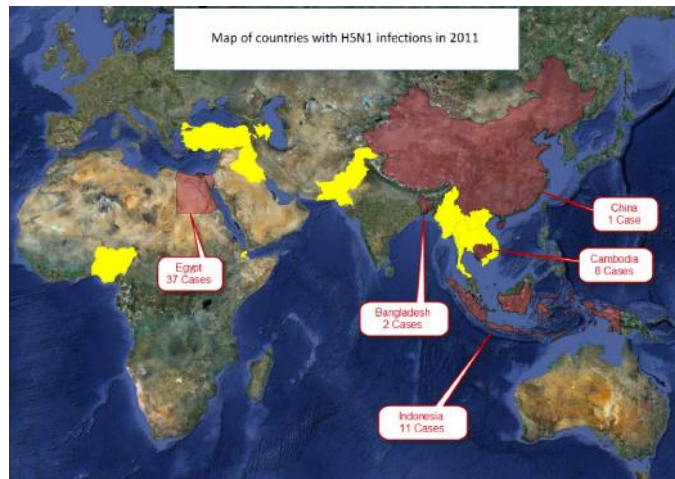 Map of countries with H5N1 infections in 2011
China
1 Case
Egypt
37 Cases
Cambodia
8 Cases
Bangladesh
2 Cases
Indonesia
11 Cases